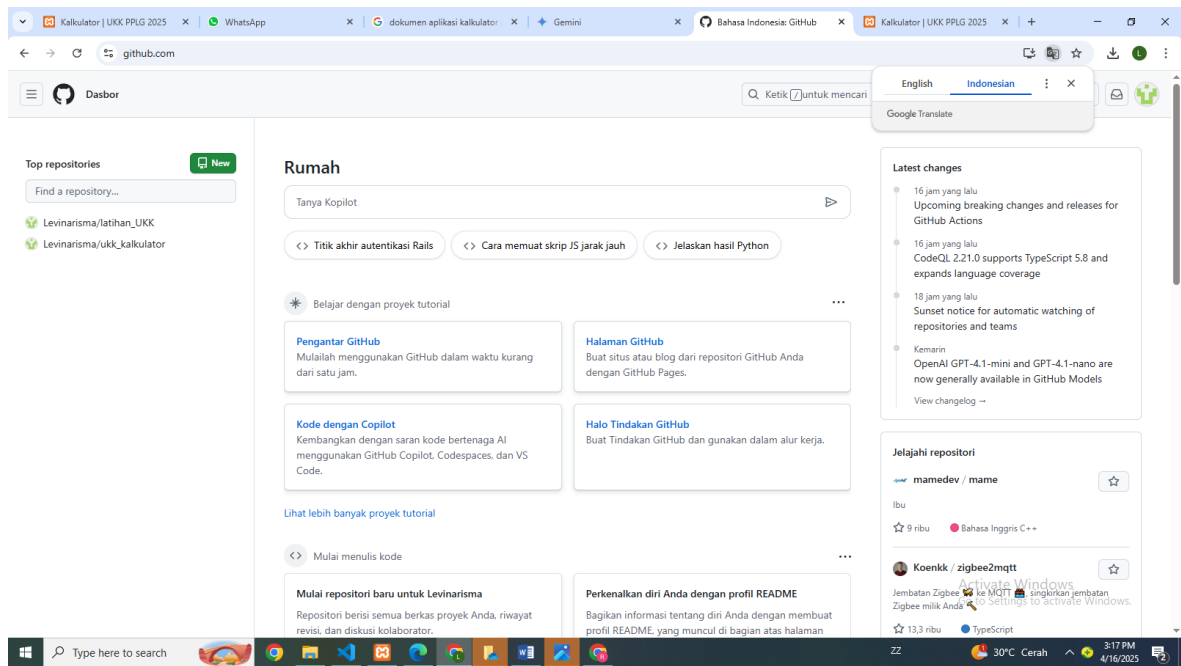 Kalkulator | UKK PPLG 2025
WhatsApp
dokumen aplikasi kalkulator
Gemini
Bahasa Indonesia: GitHub
Kalkulator | UKK PPLG 2025
github.com
L
English
Indonesian
Google Translate
Dasbor
Ketik / untuk mencari
Top repositories
New
Find a repository...
Levinarisma/latihan_UKK
Levinarisma/ukk_kalkulator
Rumah
Tanya Kopilot
Titik akhir autentikasi Rails
Cara memuat skrip JS jarak jauh
Jelaskan hasil Python
Belajar dengan proyek tutorial
Pengantar GitHub
Mulailah menggunakan GitHub dalam waktu kurang
dari satu jam.
Halaman GitHub
Buat situs atau blog dari repositori GitHub Anda
dengan GitHub Pages.
Kode dengan Copilot
Kembangkan dengan saran kode bertenaga AI
menggunakan GitHub Copilot, Codespaces, dan VS
Code.
Halo Tindakan GitHub
Buat Tindakan GitHub dan gunakan dalam alur kerja.
Lihat lebih banyak proyek tutorial
Mulai menulis kode
Mulai repositori baru untuk Levinarisma
Repositori berisi semua berkas proyek Anda, riwayat
revisi, dan diskusi kolaborator.
Perkenalkan diri Anda dengan profil README
Bagikan informasi tentang diri Anda dengan membuat
profil README, yang muncul di bagian atas halaman
Latest changes
16 jam yang lalu
Upcoming breaking changes and releases for
GitHub Actions
16 jam yang lalu
CodeQL 2.21.0 supports TypeScript 5.8 and
expands language coverage
18 jam yang lalu
Sunset notice for automatic watching of
repositories and teams
Kemarin
OpenAI GPT-4.1-mini and GPT-4.1-nano are
now generally available in GitHub Models
View changelog →
Jelajahi repositori
mamedev / mame
Ibu
9 ribu
Bahasa Inggris C++
Koenkk / zigbee2mqtt
Jembatan Zigbee ke MQTT , singkirkan jembatan
Zigbee milik Anda
13,3 ribu
TypeScript
Activate Windows
Go to Settings to activate Windows.
Type here to search
ZZ
30°C Cerah
3:17 PM
4/16/2025
2